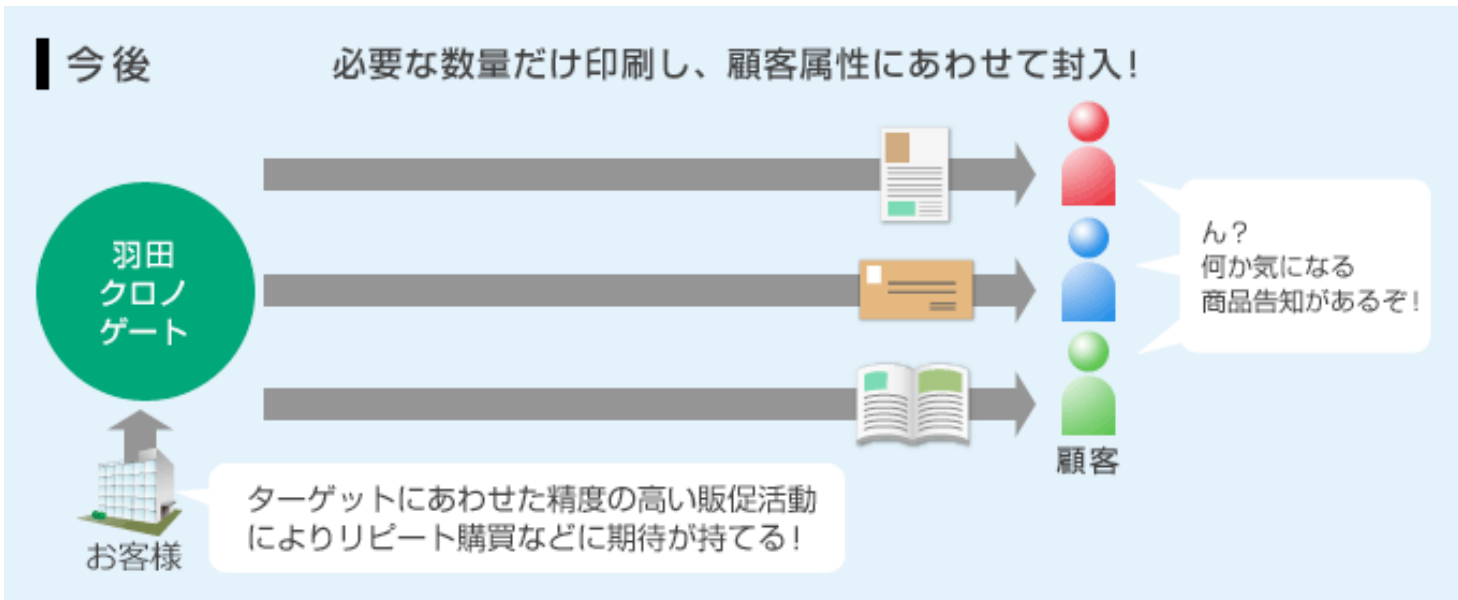 今後
必要な数量だけ印刷し、顧客属性にあわせて封入!
羽田
クロノ
ゲート
ん?
何か気になる
商品告知があるぞ!
顧客
ターゲットにあわせた精度の高い販促活動
によりリピート購買などに期待が持てる!
お客様